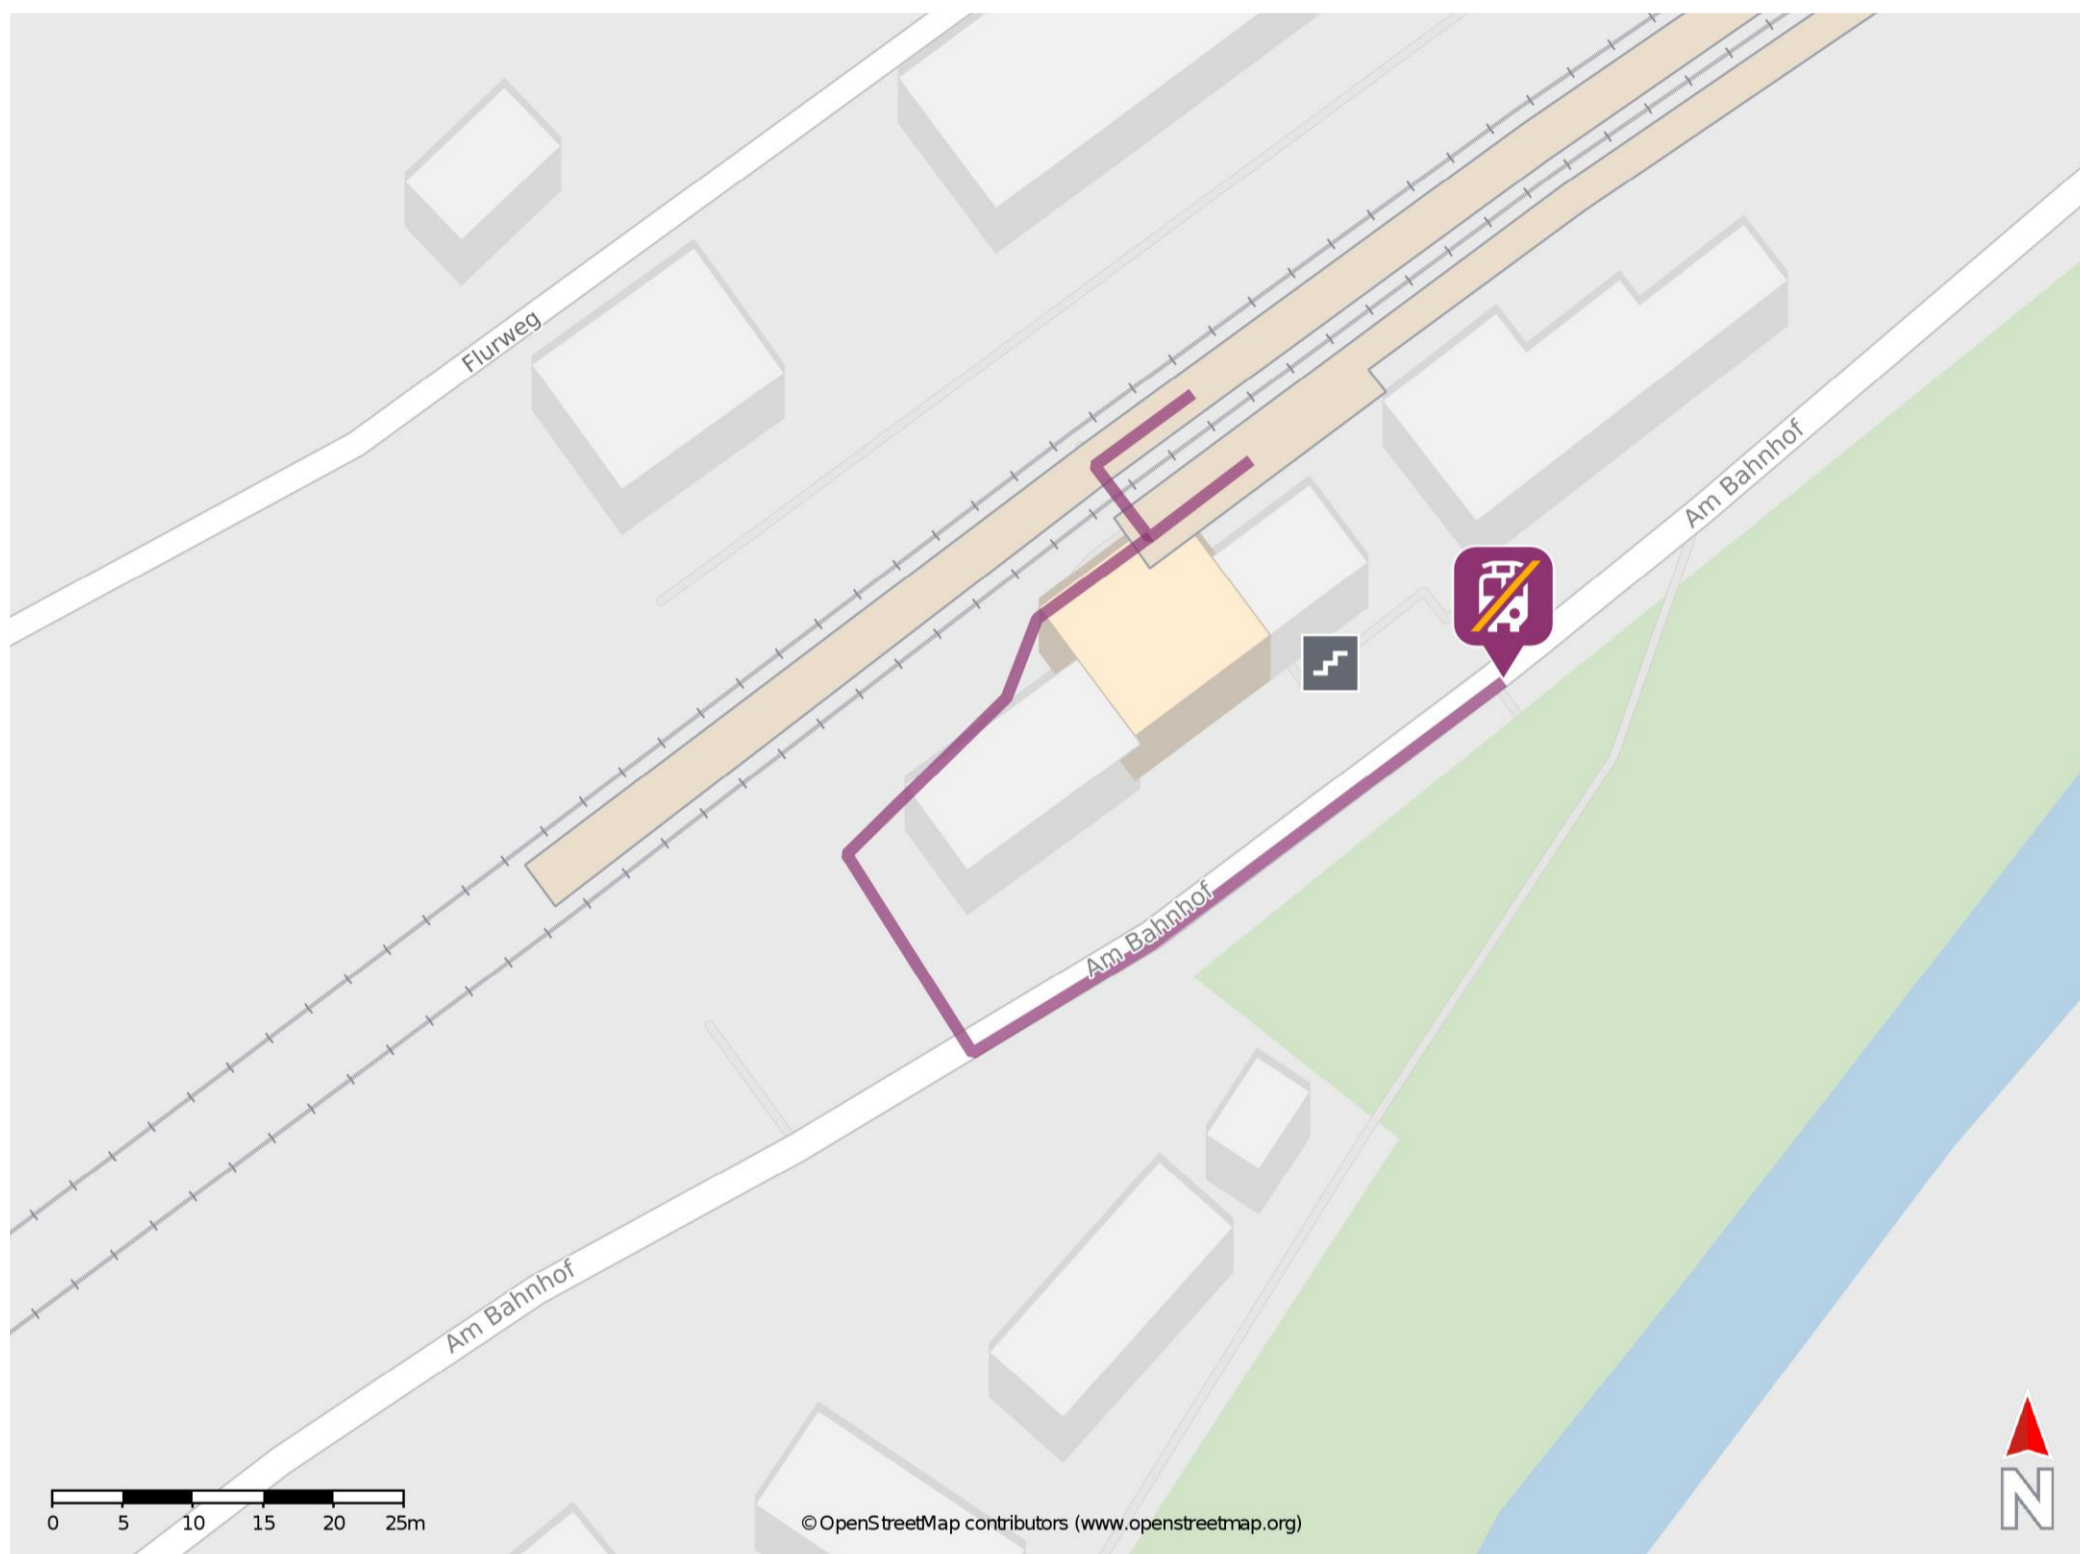 Flurweg
Am Bahnhof
Am Bahnhof
Am Bahnhof
0 5 10 15 20 25m
©OpenStreetMap contributors (www.openstreetmap.org)
N